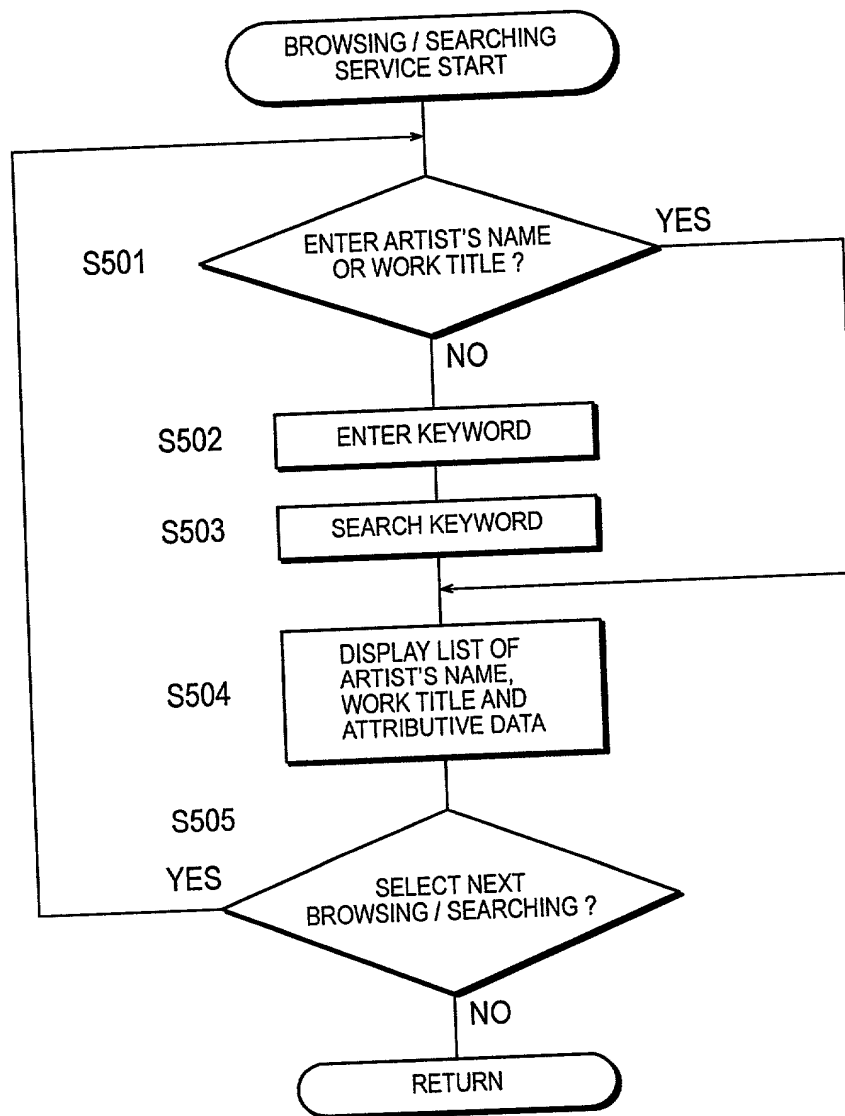 BROWSING / SEARCHING
SERVICE START
S501
ENTER ARTIST'S NAME
OR WORK TITLE ?
YES
NO
S502
ENTER KEYWORD
S503
SEARCH KEYWORD
S504
DISPLAY LIST OF
ARTIST'S NAME,
WORK TITLE AND
ATTRIBUTIVE DATA
S505
YES
SELECT NEXT
BROWSING / SEARCHING ?
NO
RETURN